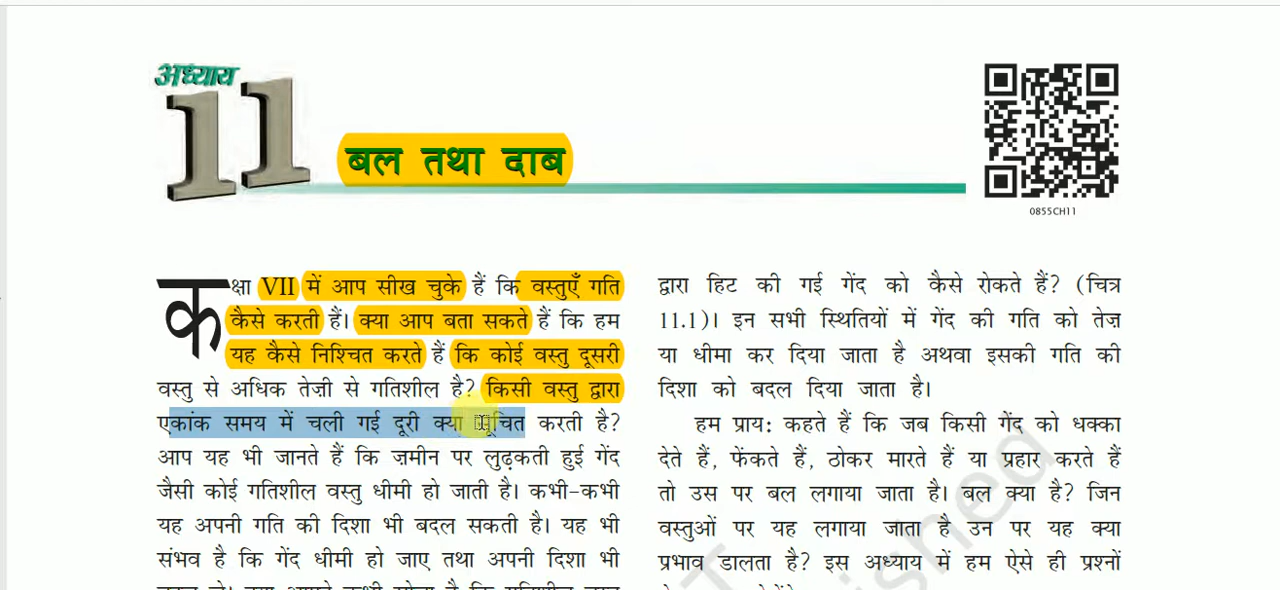 अध्याय
11
बल तथा दाब
0855CH11
कक्षा VII में आप सीख चुके हैं कि वस्तुएँ गति
कैसे करती हैं। क्या आप बता सकते हैं कि हम
यह कैसे निश्चित करते हैं कि कोई वस्तु दूसरी
वस्तु से अधिक तेज़ी से गतिशील है? किसी वस्तु द्वारा
एकांक समय में चली गई दूरी क्या सूचित करती है?
आप यह भी जानते हैं कि ज़मीन पर लुढ़कती हुई गेंद
जैसी कोई गतिशील वस्तु धीमी हो जाती है। कभी-कभी
यह अपनी गति की दिशा भी बदल सकती है। यह भी
संभव है कि गेंद धीमी हो जाए तथा अपनी दिशा भी
द्वारा हिट की गई गेंद को कैसे रोकते हैं? (चित्र
11.1)। इन सभी स्थितियों में गेंद की गति को तेज़
या धीमा कर दिया जाता है अथवा इसकी गति की
दिशा को बदल दिया जाता है।
हम प्राय: कहते हैं कि जब किसी गेंद को धक्का
देते हैं, फेंकते हैं, ठोकर मारते हैं या प्रहार करते हैं
तो उस पर बल लगाया जाता है। बल क्या है? जिन
वस्तुओं पर यह लगाया जाता है उन पर यह क्या
प्रभाव डालता है? इस अध्याय में हम ऐसे ही प्रश्नों